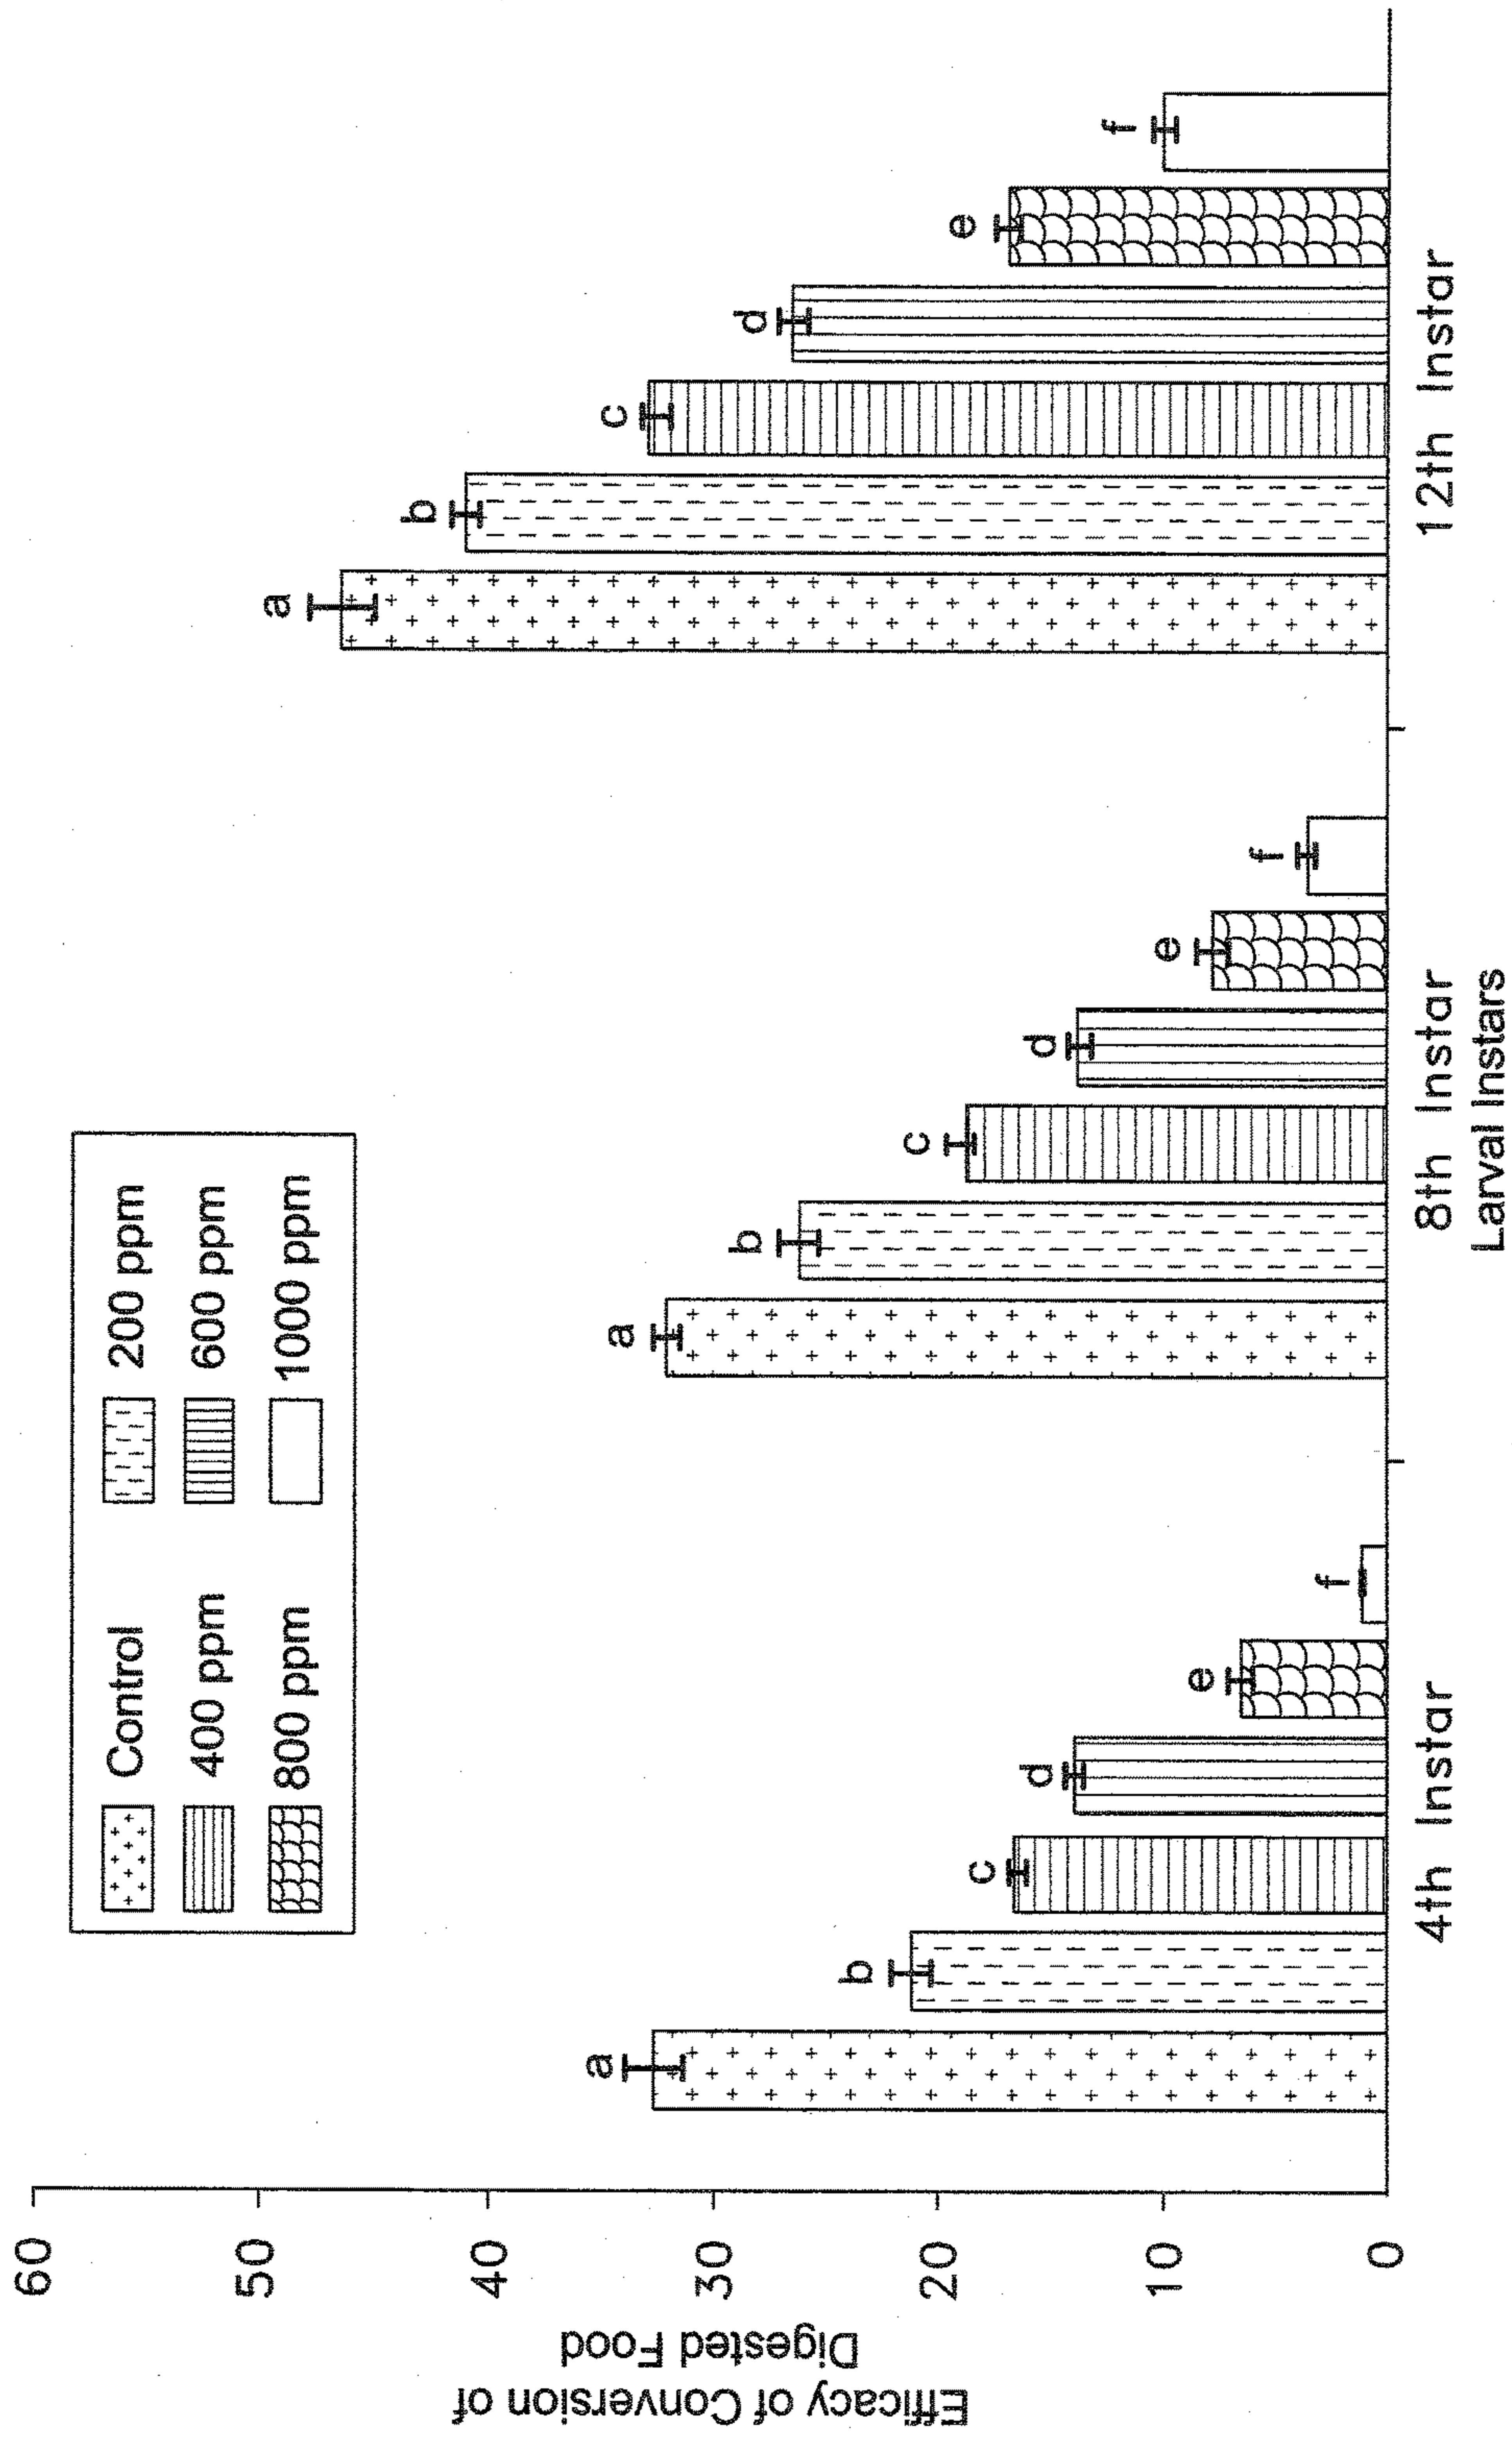 Control 200 ppm
400 ppm 600 ppm
800 ppm 1000 ppm
Efficacy of Conversion of
Digested Food
60
50
40
30
20
10
0
a b c d e f
a b c d e f
a b c d e f
4th Instar 8th Instar 12th Instar
Larval Instars